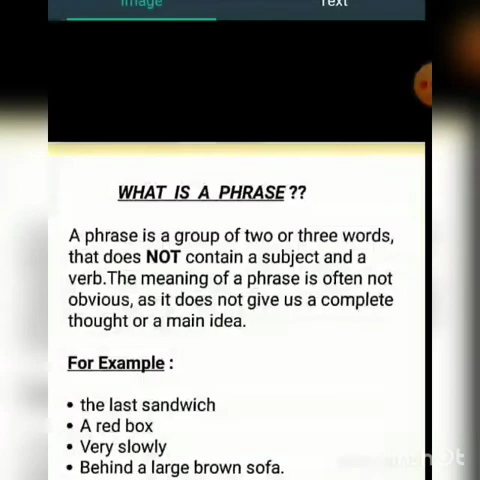 Image Text
WHAT IS A PHRASE ??
A phrase is a group of two or three words,
that does NOT contain a subject and a
verb.The meaning of a phrase is often not
obvious, as it does not give us a complete
thought or a main idea.
For Example :
• the last sandwich
• A red box
• Very slowly
• Behind a large brown sofa.